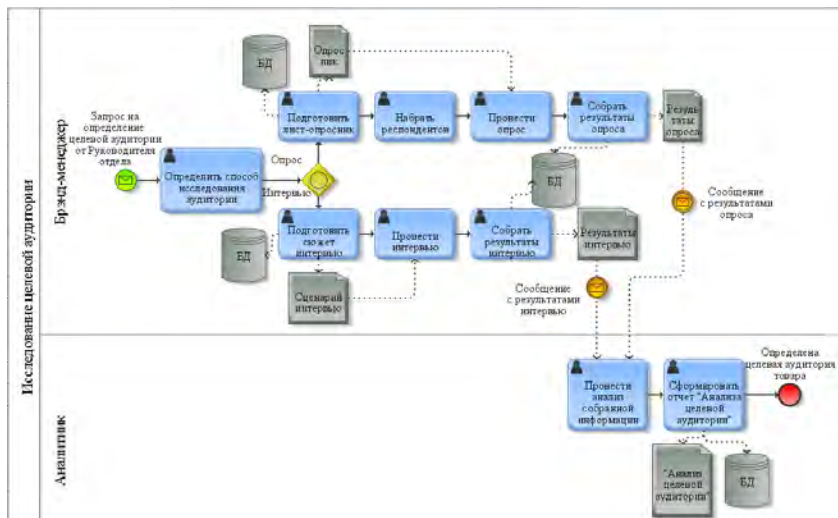 Исследование целевой аудитории
Брэнд-менеджер
Аналитик
Запрос на
определение
целевой аудитории
от Руководителя
отдела
Определить способ
исследования
аудитории
Опрос
Интервью
БД
Опрос
ник
Подготовить
лист-опросник
Набрать
респондентов
Провести
опрос
Собрать
результаты
опроса
Резуль
таты
опроса
БД
Сообщение
с результатами
опроса
БД
Подготовить
сюжет
интервью
Провести
интервью
Собрать
результаты
интервью
Результаты
интервью
Сценарий
интервью
Сообщение
с результатами
интервью
Провести
анализ
собранной
информации
Сформировать
отчет "Анализа
целевой
аудитории"
Определена
целевая аудитория
товара
"Анализ
целевой
аудитории"
БД